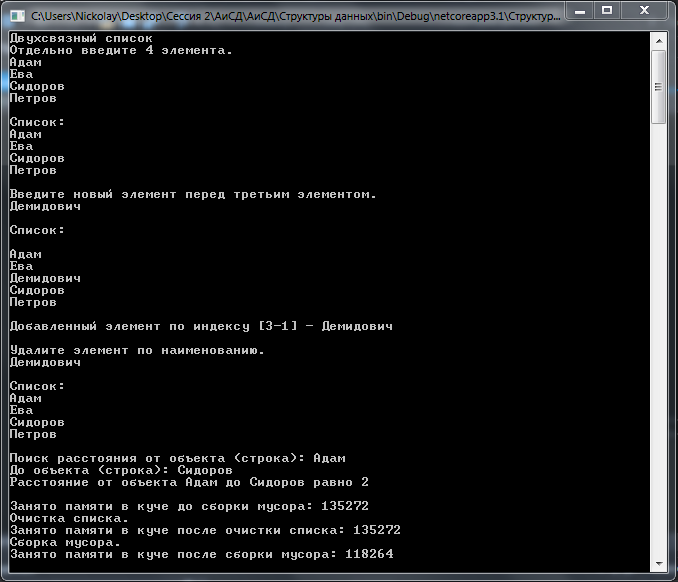 C:\Users\Nickolay\Desktop\Сессия 2\АиСД\АиСД\Структуры данных\bin\Debug\netcoreapp3.1\Структур...
Двухсвязный список
Отдельно введите 4 элемента.
Адам
Ева
Сидоров
Петров
Список:
Адам
Ева
Сидоров
Петров
Введите новый элемент перед третьим элементом.
Демидович
Список:
Адам
Ева
Демидович
Сидоров
Петров
Добавленный элемент по индексу [3-1] - Демидович
Удалите элемент по наименованию.
Демидович
Список:
Адам
Ева
Сидоров
Петров
Поиск расстояния от объекта (строка): Адам
До объекта (строка): Сидоров
Расстояние от объекта Адам до Сидоров равно 2
Занято памяти в куче до сборки мусора: 135272
Очистка списка.
Занято памяти в куче после очистки списка: 135272
Сборка мусора.
Занято памяти в куче после сборки мусора: 118264